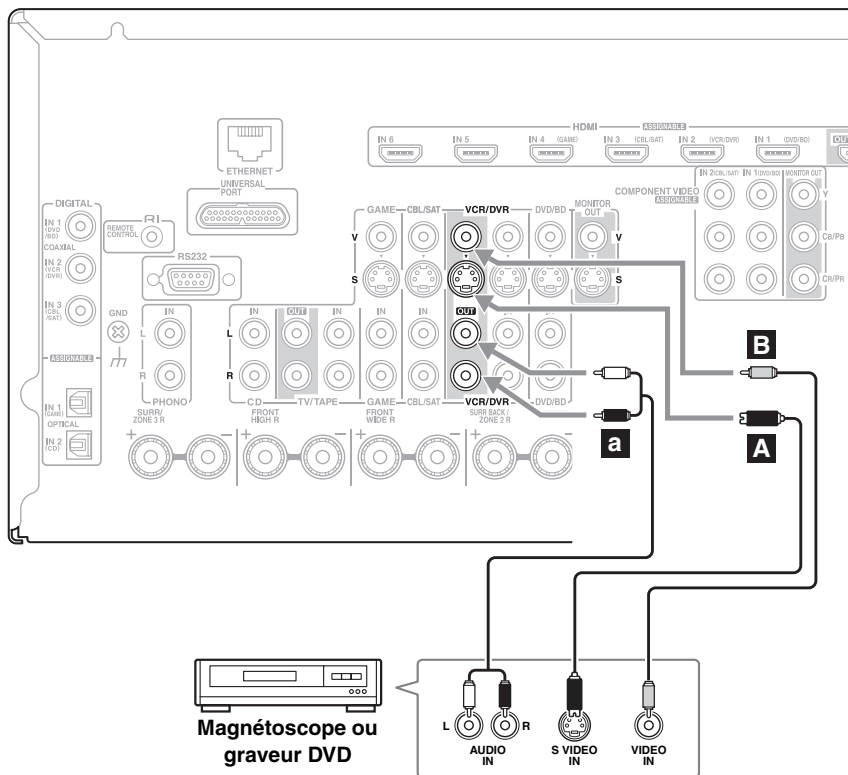 HDMI ASSIGNABLE
IN 6 IN 5 IN 4 (GAME) IN 3 (CBL/SAT) IN 2 (VCR/DVR) IN 1 (DVD/BD) OUT
ETHERNET
UNIVERSAL
PORT
COMPONENT VIDEO
ASSIGNABLE
IN 2 (CBL/SAT) IN 1 (DVD/BD) MONITOR OUT
Y
CB/PB
CR/PR
DIGITAL
IN 1
(DVD
/BD)
COAXIAL
IN 2
(VCR
/DVR)
IN 3
(CBL
/SAT)
ASSIGNABLE
IN 1
(GAME)
OPTICAL
IN 2
(CD)
RI
REMOTE
CONTROL
RS232
GND
GAME CBL/SAT VCR/DVR DVD/BD MONITOR
OUT
V V
S S
IN IN OUT IN IN IN OUT IN IN
L L
R R
PHONO CD TV/TAPE GAME CBL/SAT VCR/DVR DVD/BD
SURR/
ZONE 3 R
FRONT
HIGH R
FRONT
WIDE R
SURR BACK/
ZONE 2 R
+ − + − + − + −
B
a A
Magnétoscope ou
graveur DVD
L R
AUDIO
IN
S VIDEO
IN
VIDEO
IN